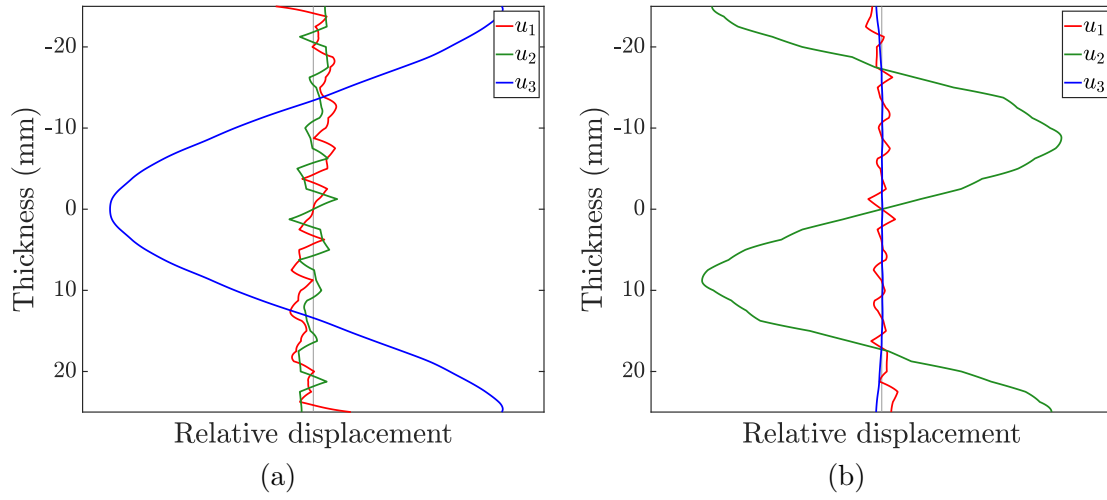 -20
-10
0
10
20
Thickness (mm)
Relative displacement
u1
u2
u3
(a)
-20
-10
0
10
20
Thickness (mm)
Relative displacement
u1
u2
u3
(b)